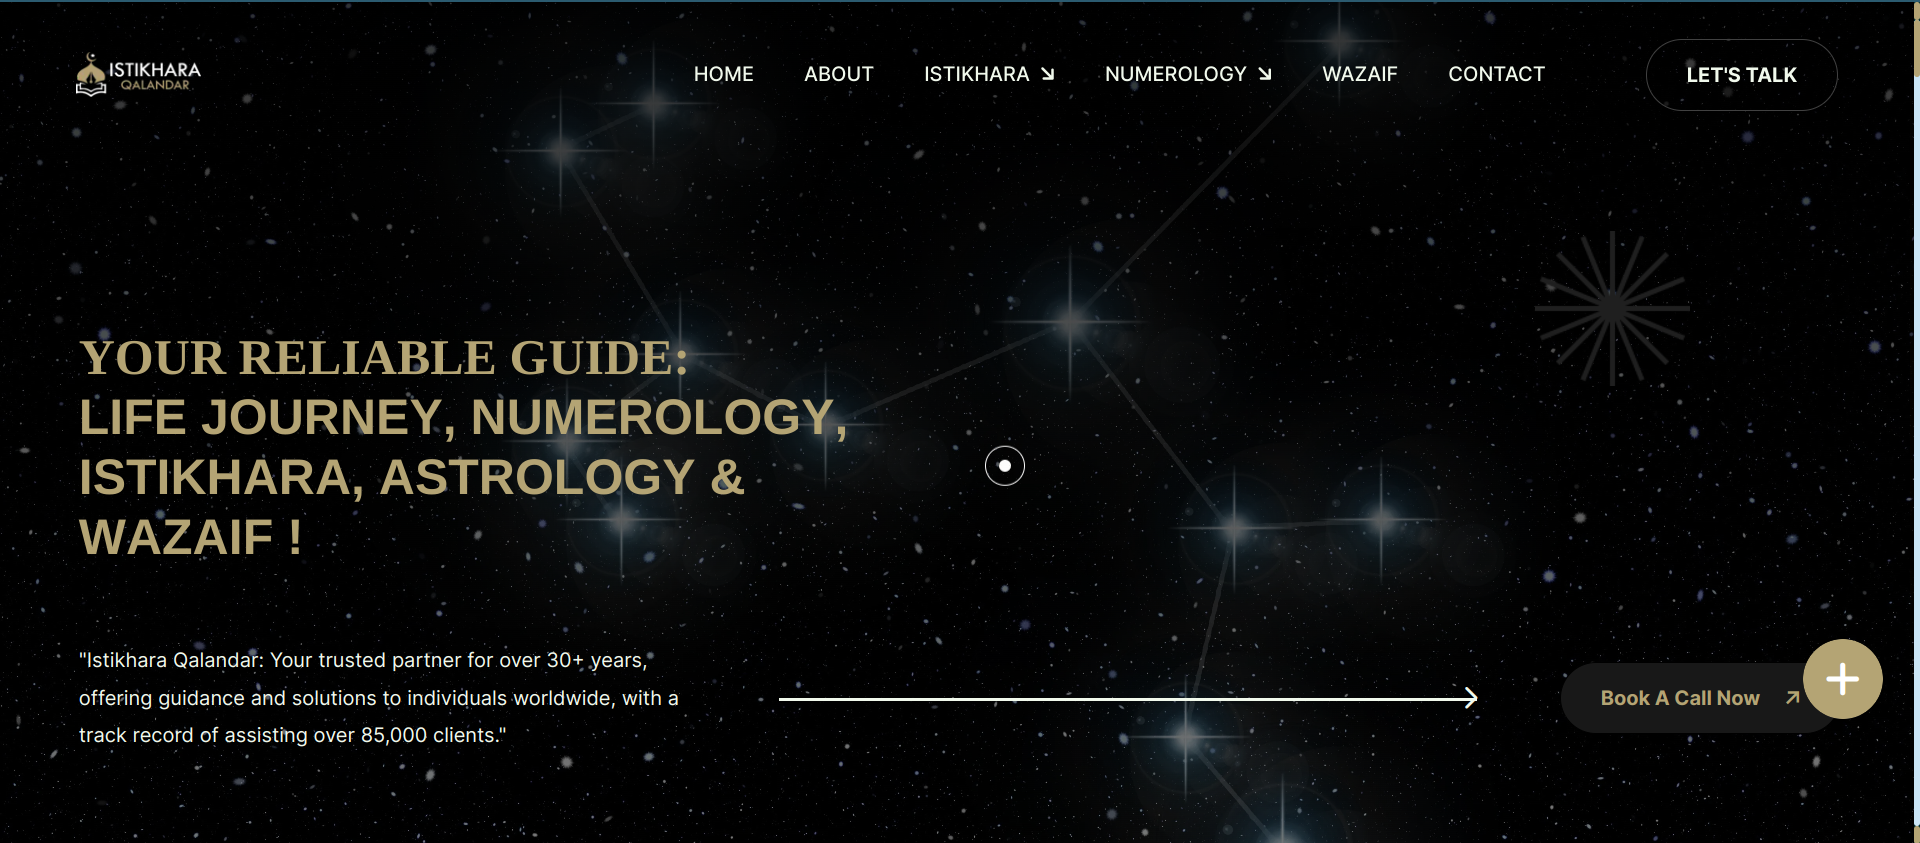 ISTIKHARA
QALANDAR
HOME
ABOUT
ISTIKHARA
NUMEROLOGY
WAZAIF
CONTACT
LET'S TALK
YOUR RELIABLE GUIDE:
LIFE JOURNEY, NUMEROLOGY,
ISTIKHARA, ASTROLOGY &
WAZAIF !
"Istikhara Qalandar: Your trusted partner for over 30+ years,
offering guidance and solutions to individuals worldwide, with a
track record of assisting over 85,000 clients."
Book A Call Now